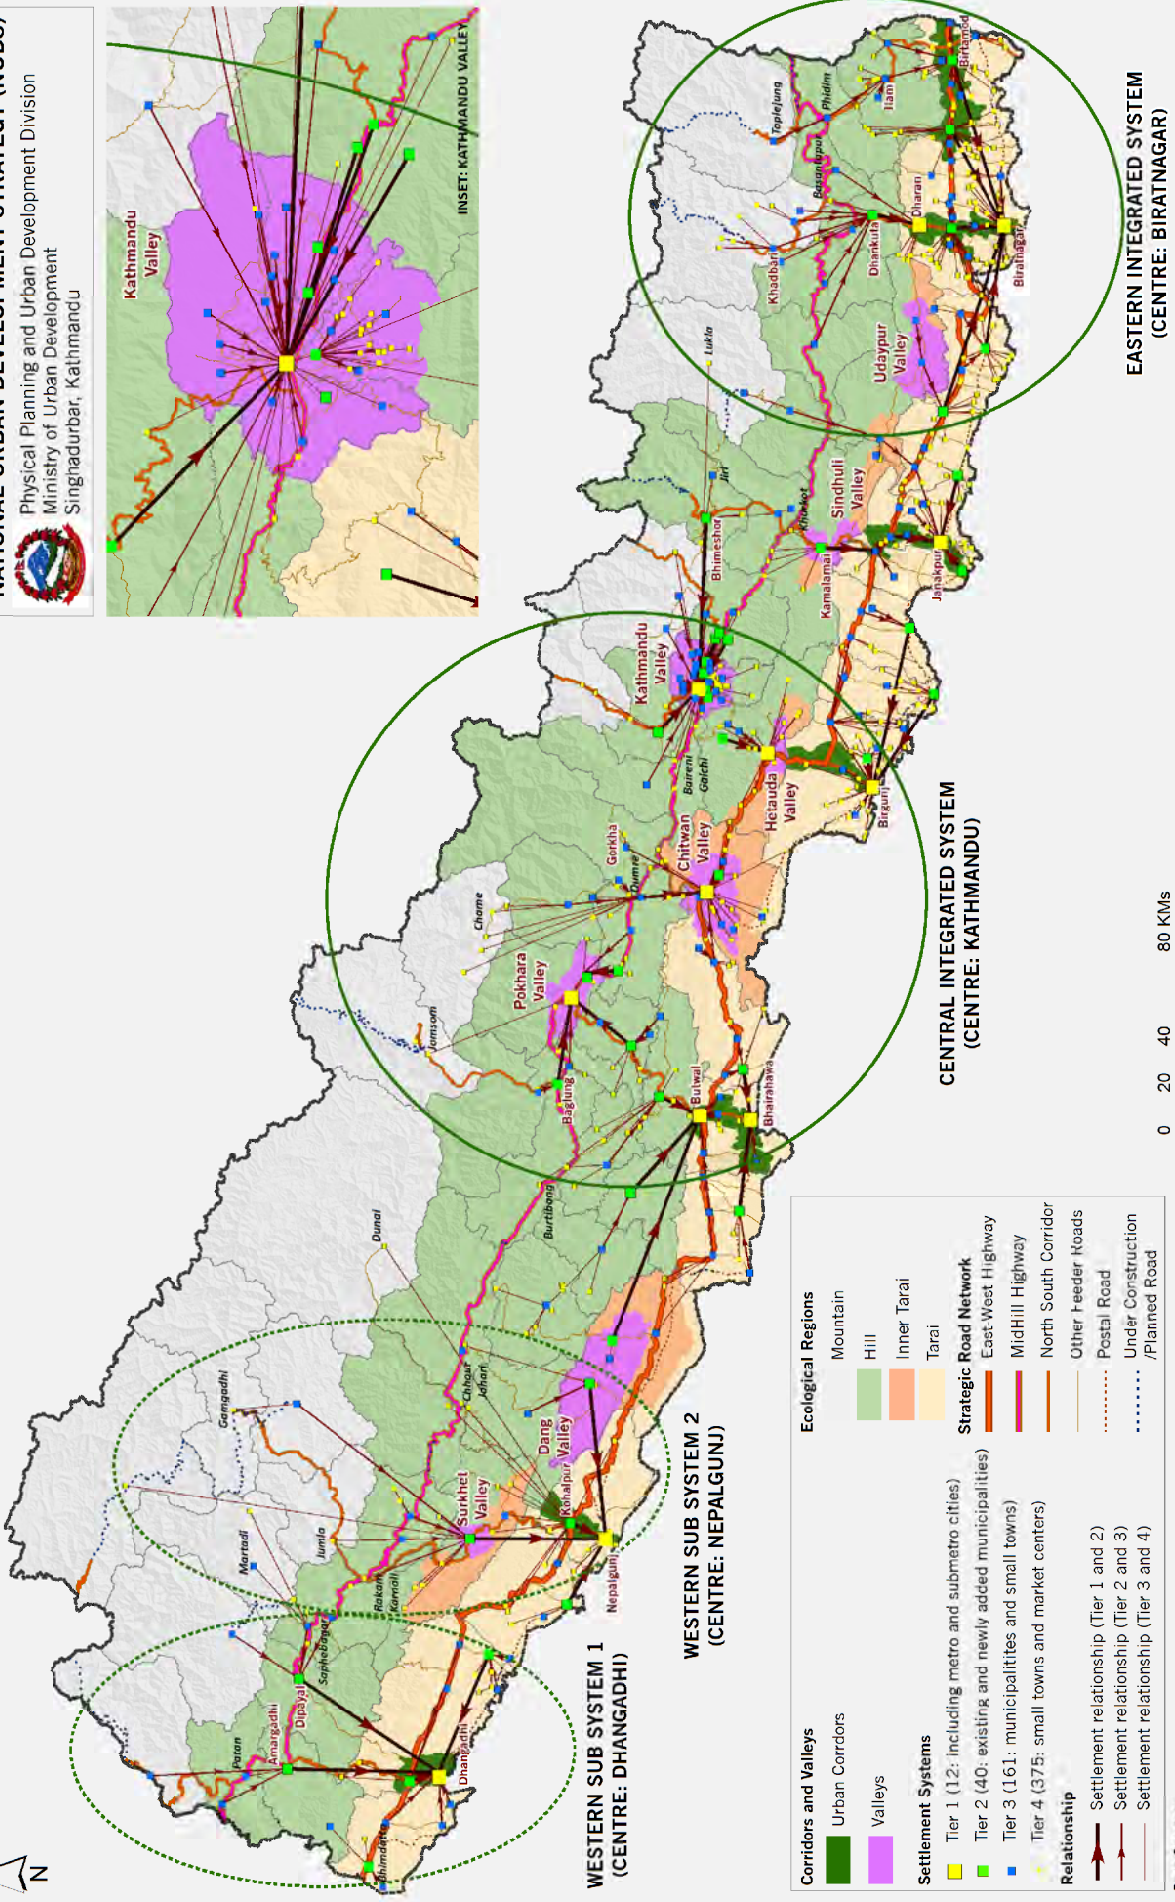 NATIONAL URBAN DEVELOPMENT STRATEGY (NUDS)
Physical Planning and Urban Development Division
Ministry of Urban Development
Singhadurbar, Kathmandu
N
Kathmandu
Valley
INSET: KATHMANDU VALLEY
Gamgadhi
Martadi
Jumla
Dunai
Jomsom
Chame
Patan
Amargadhi
Dipayal
Saphebagar
Rakam
Karnali
Surkhet
Valley
Chhour
Jahari
Burtibang
Baglung
Pokhara
Valley
Gorkha
Dumre
Kathmandu
Valley
Baireni
Galchi
Bhimeshor
Jiri
Lukla
Khurkot
Sindhuli
Valley
Kamalamai
Janakpur
Udaypur
Valley
Khadbari
Basantapur
Toplejung
Phidim
Ilam
Dhankuta
Dharan
Birtamod
Biratnagar
Bhimdatta
Dhangadhi
Nepalgunj
Kohalpur
Dang
Valley
Butwal
Bhairahawa
Chitwan
Valley
Hetauda
Valley
Birgunj
WESTERN SUB SYSTEM 1
(CENTRE: DHANGADHI)
WESTERN SUB SYSTEM 2
(CENTRE: NEPALGUNJ)
CENTRAL INTEGRATED SYSTEM
(CENTRE: KATHMANDU)
EASTERN INTEGRATED SYSTEM
(CENTRE: BIRATNAGAR)
0 20 40 80 KMs
Corridors and Valleys
Urban Corrdors
Valleys
Settlement Systems
Tier 1 (12: including metro and submetro cities)
Tier 2 (40: existing and newly added municipalities)
Tier 3 (161: municipalitites and small towns)
Tier 4 (375: small towns and market centers)
Relationship
Settlement relationship (Tier 1 and 2)
Settlement relationship (Tier 2 and 3)
Settlement relationship (Tier 3 and 4)
Ecological Regions
Mountain
Hill
Inner Tarai
Tarai
Strategic Road Network
East West Highway
MidHill Highway
North South Corridor
Other Feeder Roads
Postal Road
Under Construction
/Planned Road